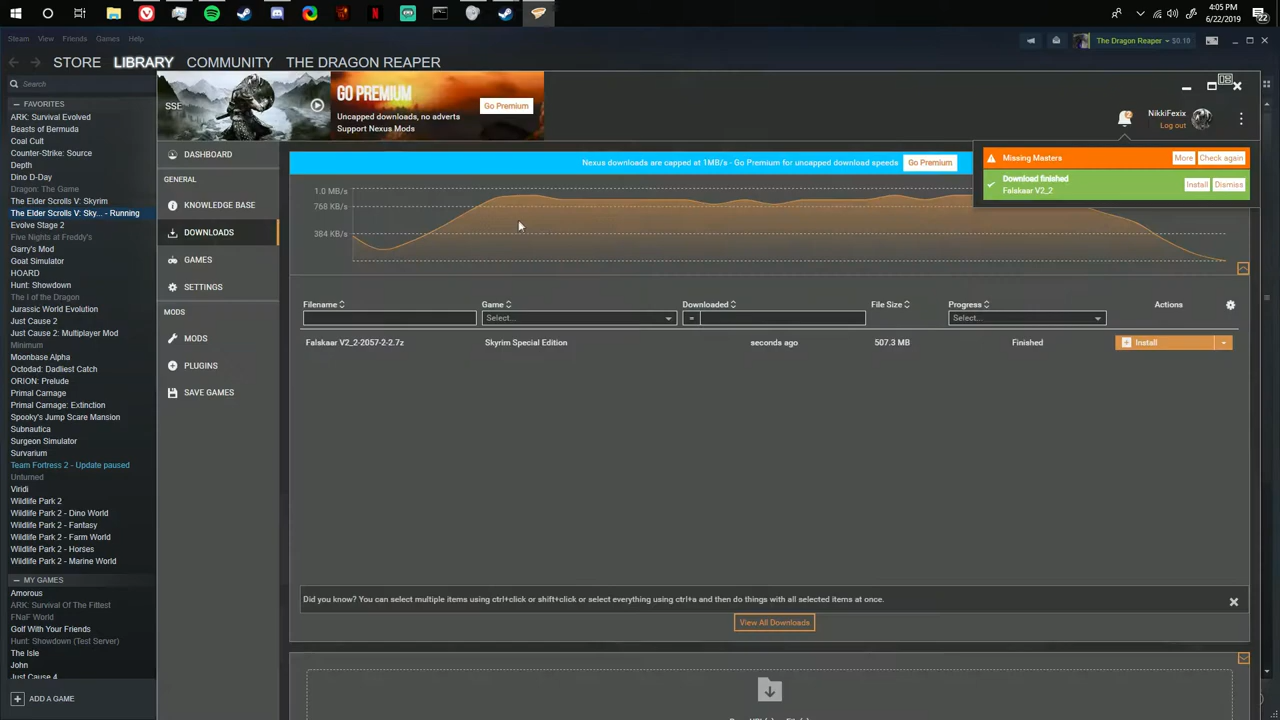 4:05 PM
6/22/2019
22
Steam View Friends Games Help
The Dragon Reaper $0.10
STORE LIBRARY COMMUNITY THE DRAGON REAPER
Search
FAVORITES
ARK: Survival Evolved
Beasts of Bermuda
Coal Cult
Counter-Strike: Source
Depth
Dino D-Day
Dragon: The Game
The Elder Scrolls V: Skyrim
The Elder Scrolls V: Sky... - Running
Evolve Stage 2
Five Nights at Freddy's
Garry's Mod
Goat Simulator
HOARD
Hunt: Showdown
The I of the Dragon
Jurassic World Evolution
Just Cause 2
Just Cause 2: Multiplayer Mod
Minimum
Moonbase Alpha
Octodad: Dadliest Catch
ORION: Prelude
Primal Carnage
Primal Carnage: Extinction
Spooky's Jump Scare Mansion
Subnautica
Surgeon Simulator
Survarium
Team Fortress 2 - Update paused
Unturned
Viridi
Wildlife Park 2
Wildlife Park 2 - Dino World
Wildlife Park 2 - Fantasy
Wildlife Park 2 - Farm World
Wildlife Park 2 - Horses
Wildlife Park 2 - Marine World
MY GAMES
Amorous
ARK: Survival Of The Fittest
FNaF World
Golf With Your Friends
Hunt: Showdown (Test Server)
The Isle
John
Just Cause 4
ADD A GAME
SSE
GO PREMIUM
Uncapped downloads, no adverts
Support Nexus Mods
Go Premium
NikkiFexix
Log out
DASHBOARD
GENERAL
KNOWLEDGE BASE
DOWNLOADS
GAMES
SETTINGS
MODS
MODS
PLUGINS
SAVE GAMES
Nexus downloads are capped at 1MB/s - Go Premium for uncapped download speeds Go Premium
Missing Masters More Check again
Download finished
Falskaar V2_2
Install Dismiss
1.0 MB/s
768 KB/s
384 KB/s
Filename Game Downloaded File Size Progress Actions
Select... = Select...
Falskaar V2_2-2057-2-2.7z Skyrim Special Edition seconds ago 507.3 MB Finished Install
Did you know? You can select multiple items using ctrl+click or shift+click or select everything using ctrl+a and then do things with all selected items at once.
View All Downloads